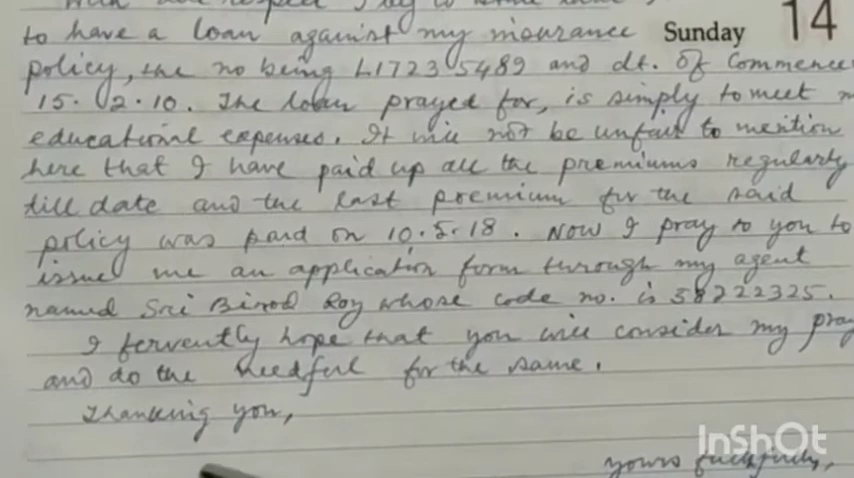 to have a loan against my insurance Sunday 14
policy, the no being L17235489 and dt. of Commence
15.02.10. The loan prayed for, is simply to meet
educational expenses. It will not be unfair to mention
here that I have paid up all the premiums regularly
till date and the last premium for the said
policy was paid on 10.5.18. Now I pray to you to
issue me an application form through my agent
named Sri Binod Roy whose code no. is 58222325.
I fervently hope that you will consider my pray
and do the needful for the same.
Thanking you,
InShot
yours faithfully,